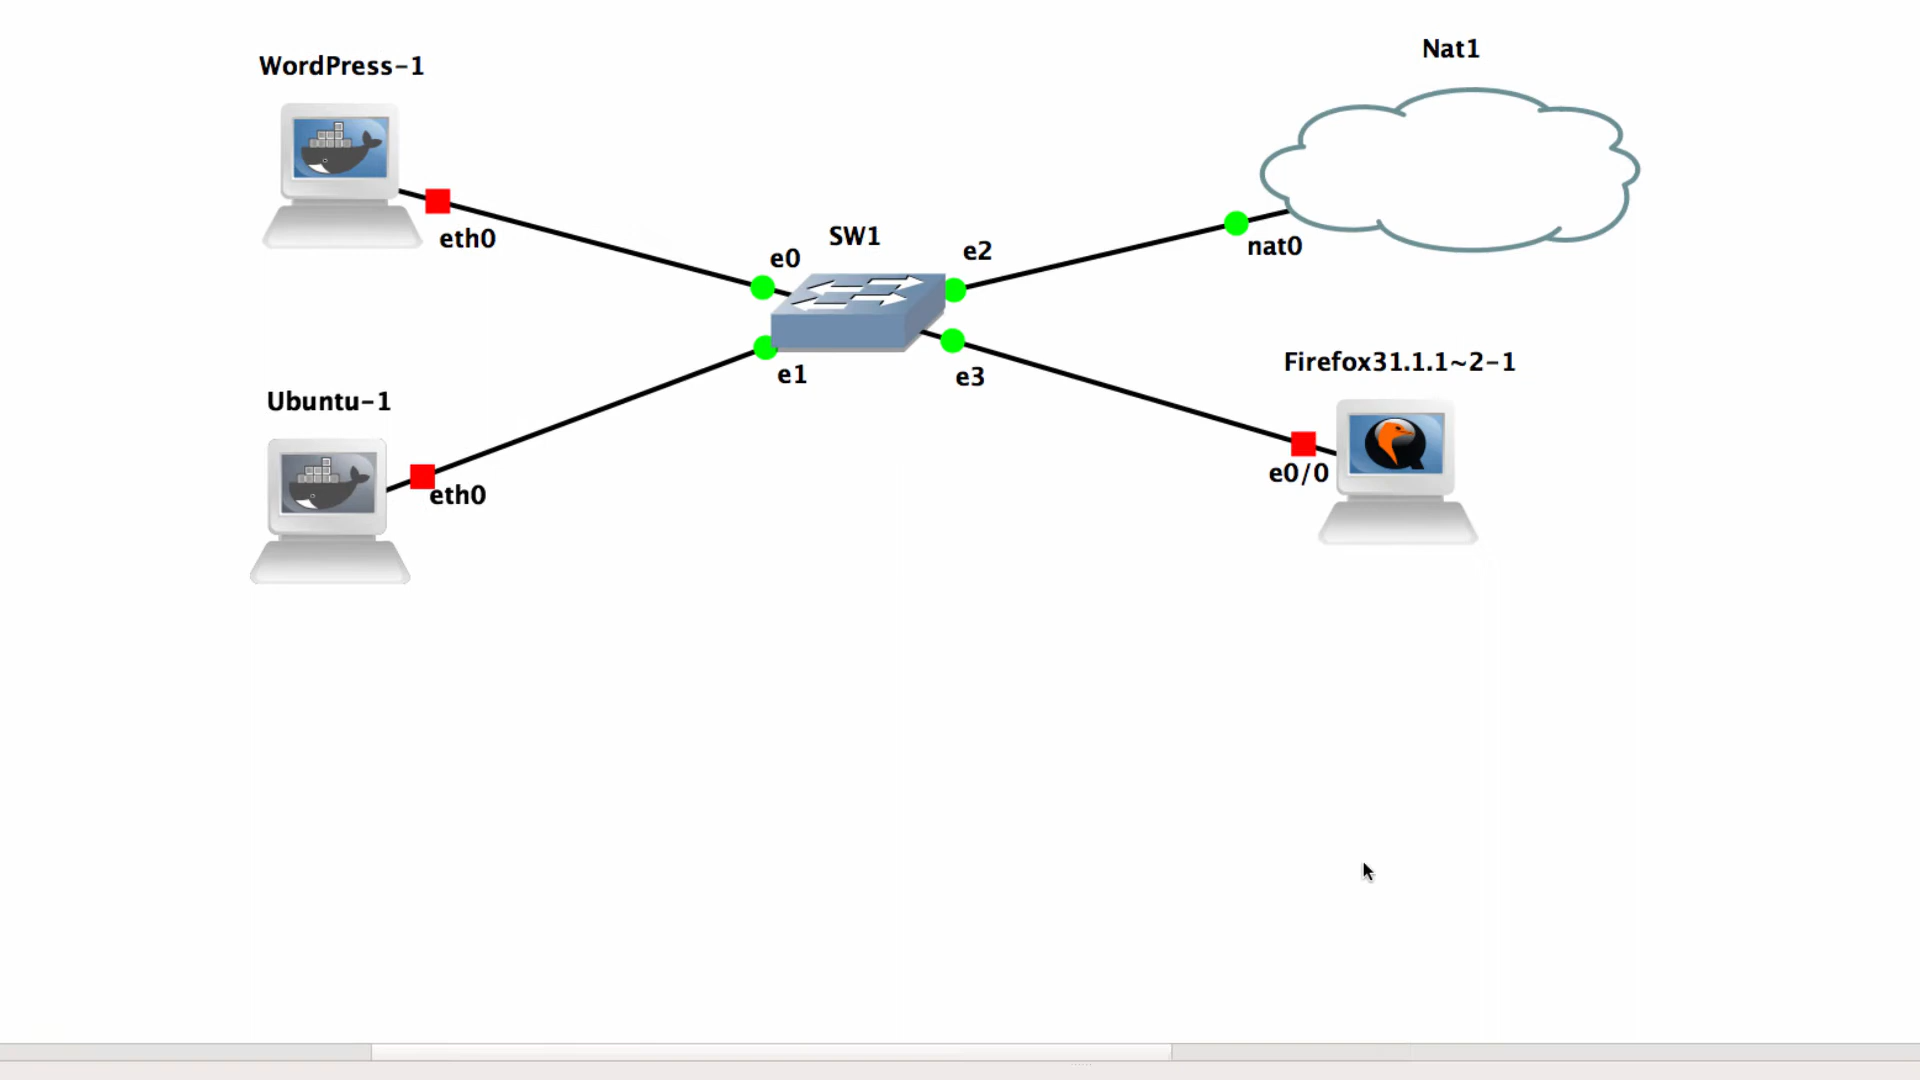 WordPress-1
eth0
Nat1
nat0
SW1
e0
e2
e1
e3
Ubuntu-1
eth0
Firefox31.1.1~2-1
e0/0